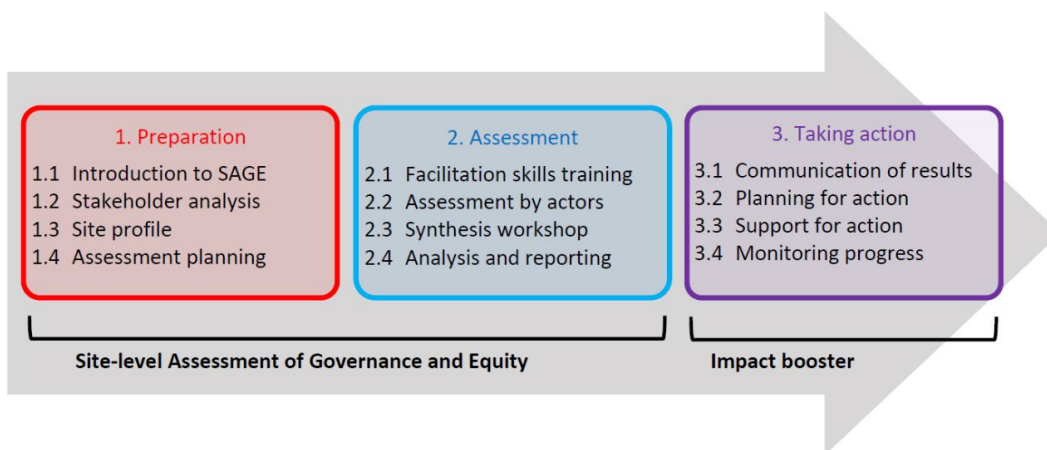 1. Preparation
1.1 Introduction to SAGE
1.2 Stakeholder analysis
1.3 Site profile
1.4 Assessment planning
2. Assessment
2.1 Facilitation skills training
2.2 Assessment by actors
2.3 Synthesis workshop
2.4 Analysis and reporting
3. Taking action
3.1 Communication of results
3.2 Planning for action
3.3 Support for action
3.4 Monitoring progress
Site-level Assessment of Governance and Equity
Impact booster